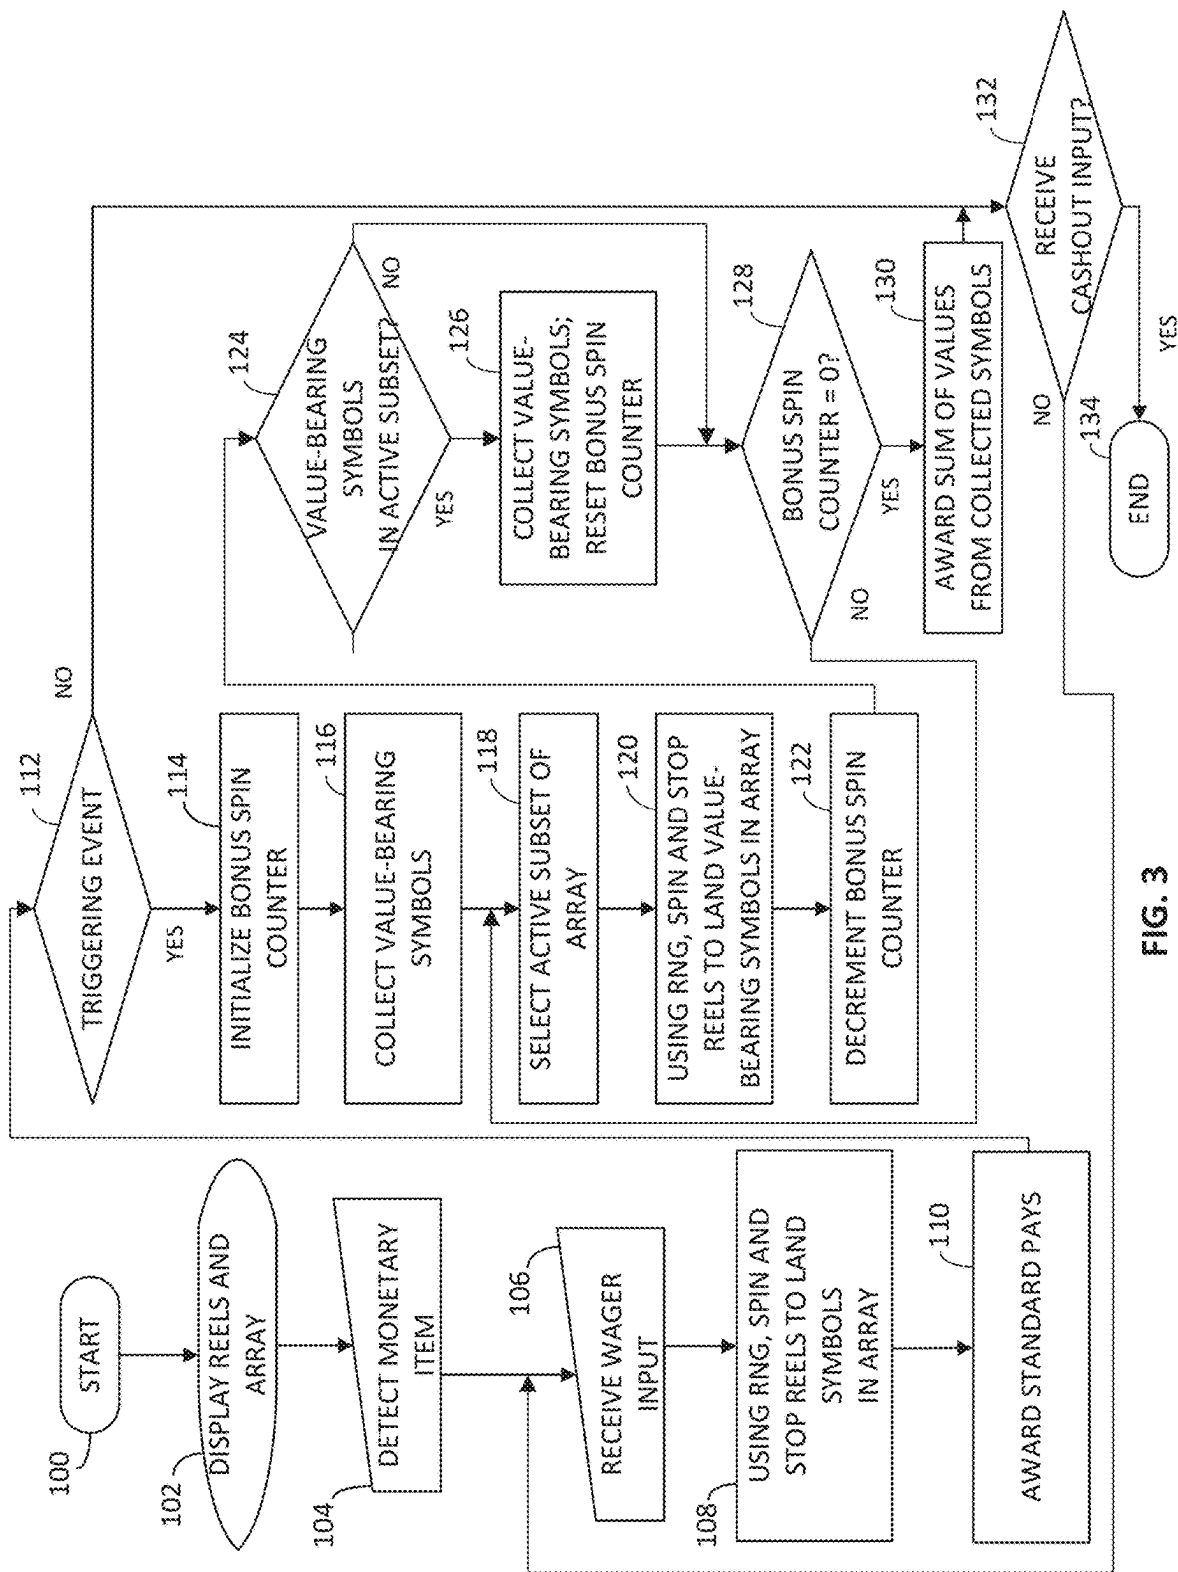 100
START
102
DISPLAY REELS AND
ARRAY
104
DETECT MONETARY
ITEM
106
RECEIVE WAGER
INPUT
108
USING RNG, SPIN AND
STOP REELS TO LAND
SYMBOLS
IN ARRAY
110
AWARD STANDARD PAYS
112
TRIGGERING EVENT
NO
YES
114
INITIALIZE BONUS SPIN
COUNTER
116
COLLECT VALUE-BEARING
SYMBOLS
118
SELECT ACTIVE SUBSET OF
ARRAY
120
USING RNG, SPIN AND STOP
REELS TO LAND VALUE-
BEARING SYMBOLS IN ARRAY
122
DECREMENT BONUS SPIN
COUNTER
124
VALUE-BEARING
SYMBOLS
IN ACTIVE SUBSET?
NO
YES
126
COLLECT VALUE-
BEARING SYMBOLS;
RESET BONUS SPIN
COUNTER
128
BONUS SPIN
COUNTER = 0?
NO
YES
130
AWARD SUM OF VALUES
FROM COLLECTED SYMBOLS
132
RECEIVE
CASHOUT INPUT?
NO
YES
134
END
FIG. 3